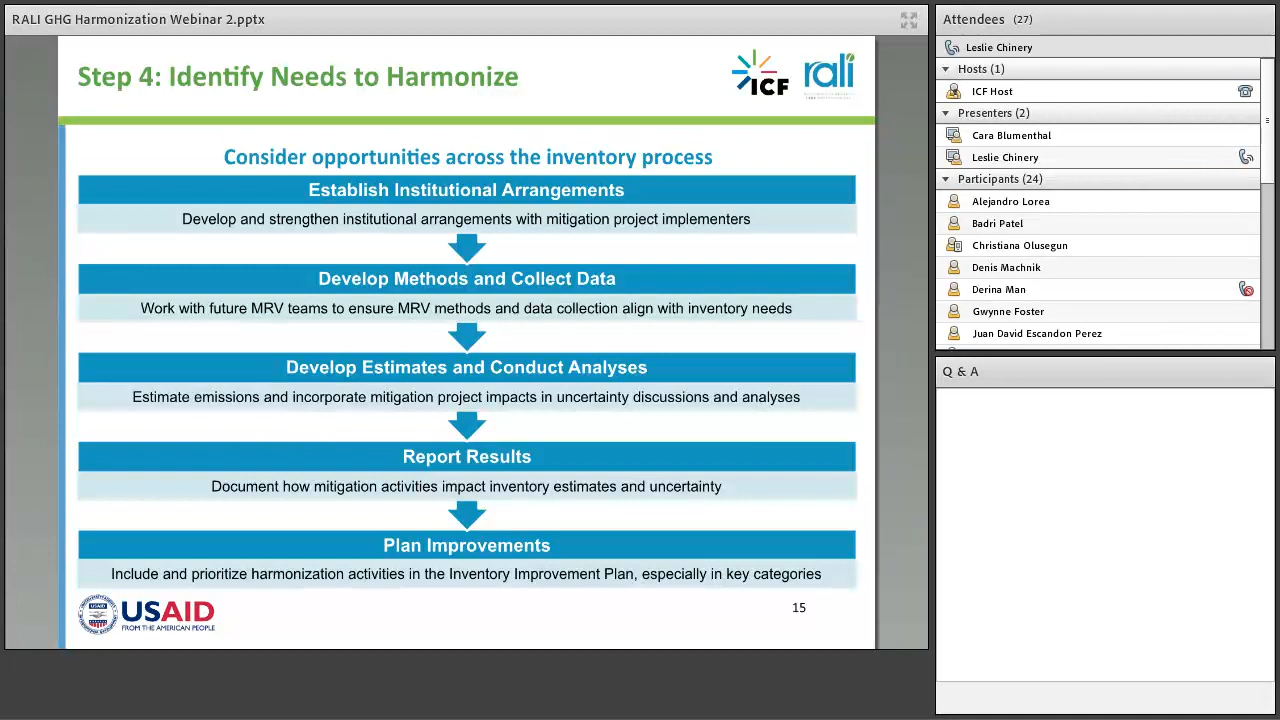 RALI GHG Harmonization Webinar 2.pptx
Step 4: Identify Needs to Harmonize
ICF
rali
Consider opportunities across the inventory process
Establish Institutional Arrangements
Develop and strengthen institutional arrangements with mitigation project implementers
Develop Methods and Collect Data
Work with future MRV teams to ensure MRV methods and data collection align with inventory needs
Develop Estimates and Conduct Analyses
Estimate emissions and incorporate mitigation project impacts in uncertainty discussions and analyses
Report Results
Document how mitigation activities impact inventory estimates and uncertainty
Plan Improvements
Include and prioritize harmonization activities in the Inventory Improvement Plan, especially in key categories
USAID
FROM THE AMERICAN PEOPLE
15
Attendees (27)
Leslie Chinery
Hosts (1)
ICF Host
Presenters (2)
Cara Blumenthal
Leslie Chinery
Participants (24)
Alejandro Lorea
Badri Patel
Christiana Olusegun
Denis Machnik
Derina Man
Gwynne Foster
Juan David Escandon Perez
Q & A